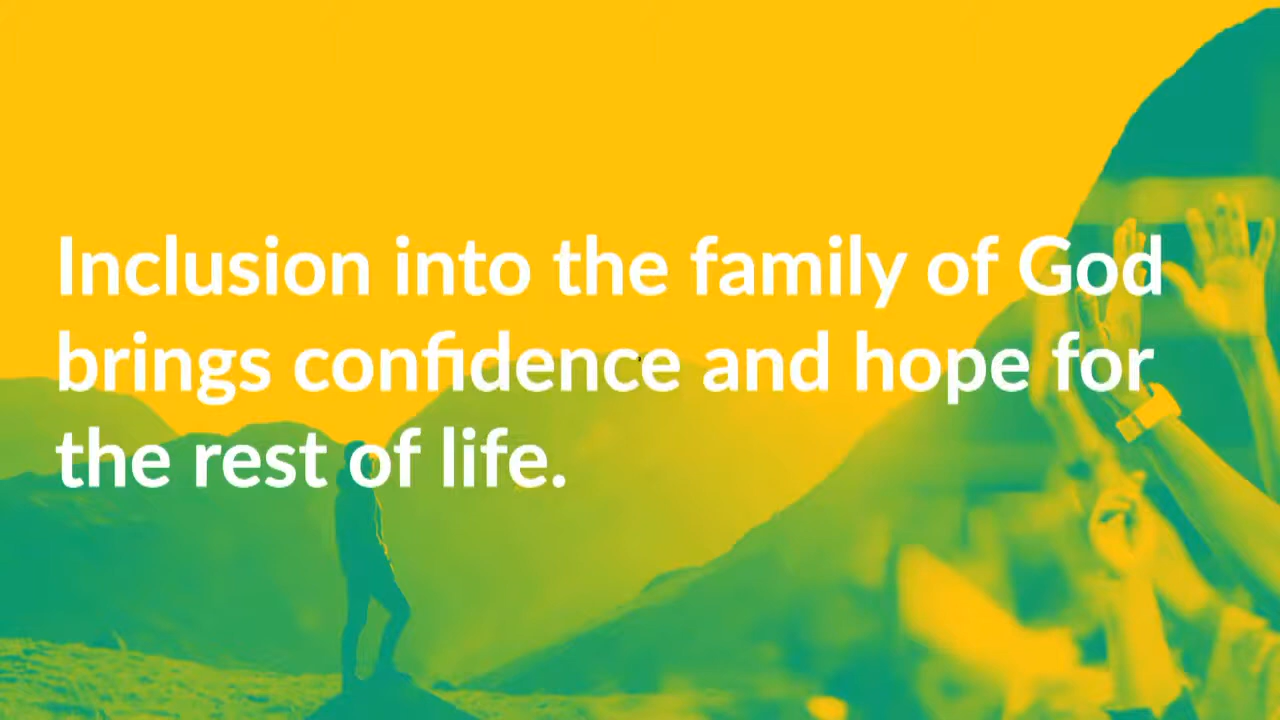 Inclusion into the family of God
brings confidence and hope for
the rest of life.